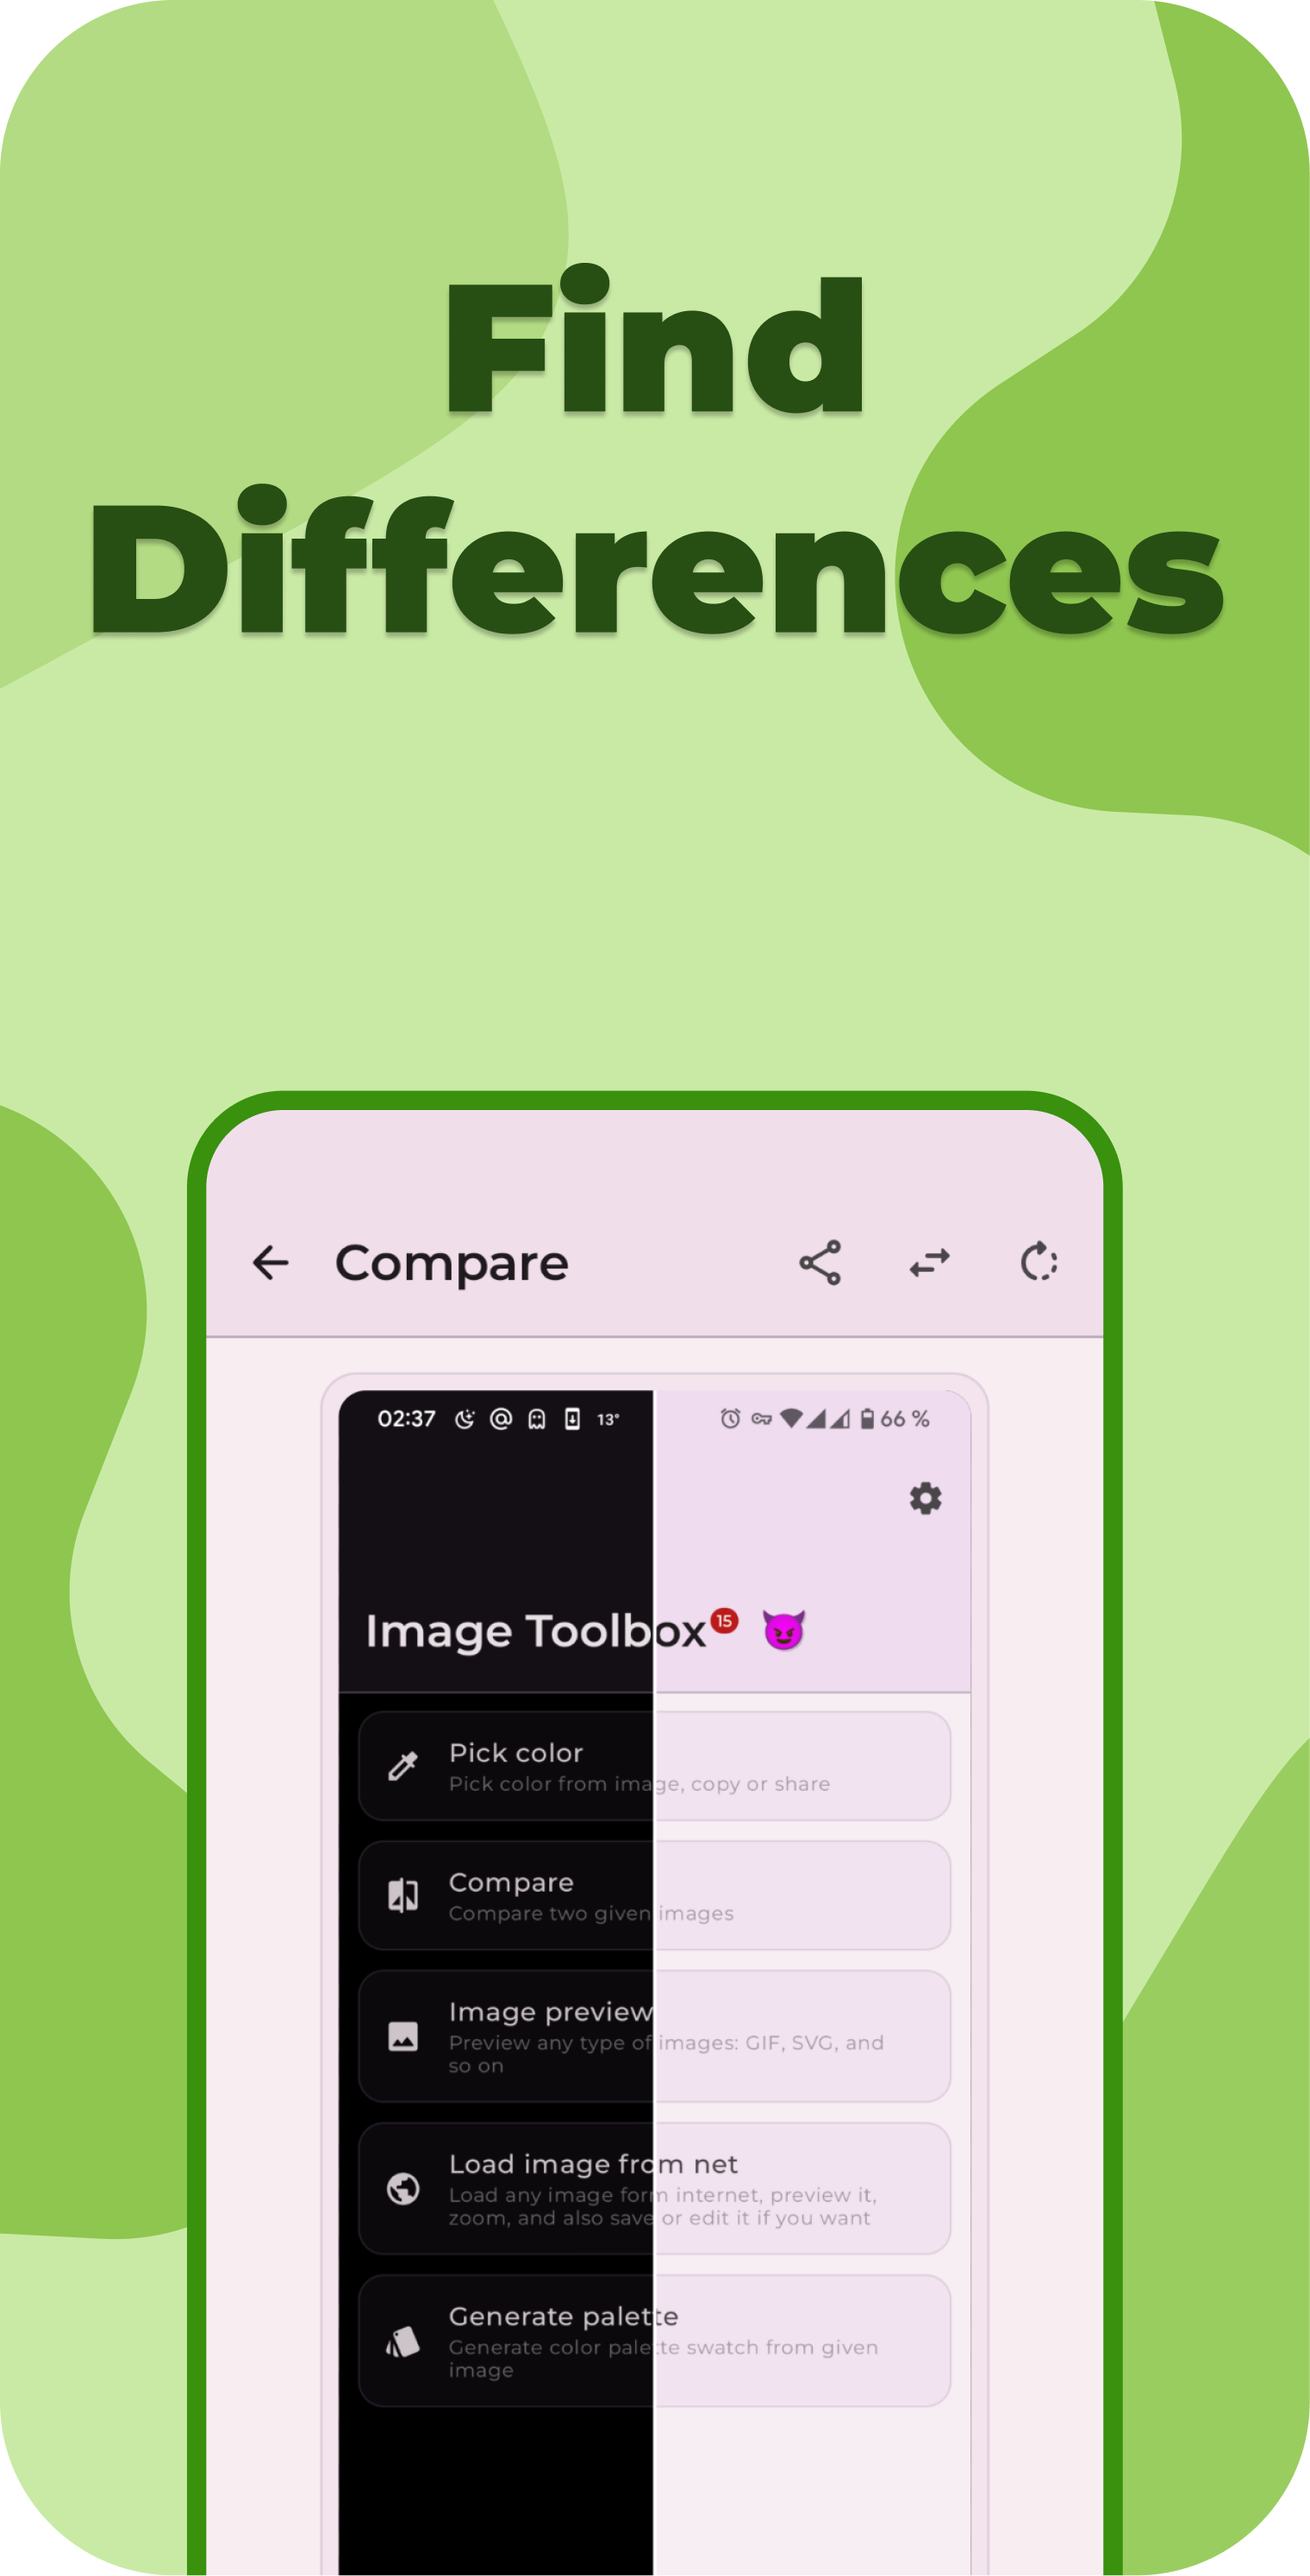 Find
Differences
Compare
02:37 13° 66 %
Image Toolbox 15
Pick color
Pick color from image, copy or share
Compare
Compare two given images
Image preview
Preview any type of images: GIF, SVG, and
so on
Load image from net
Load any image form internet, preview it,
zoom, and also save or edit it if you want
Generate palette
Generate color palette swatch from given
image